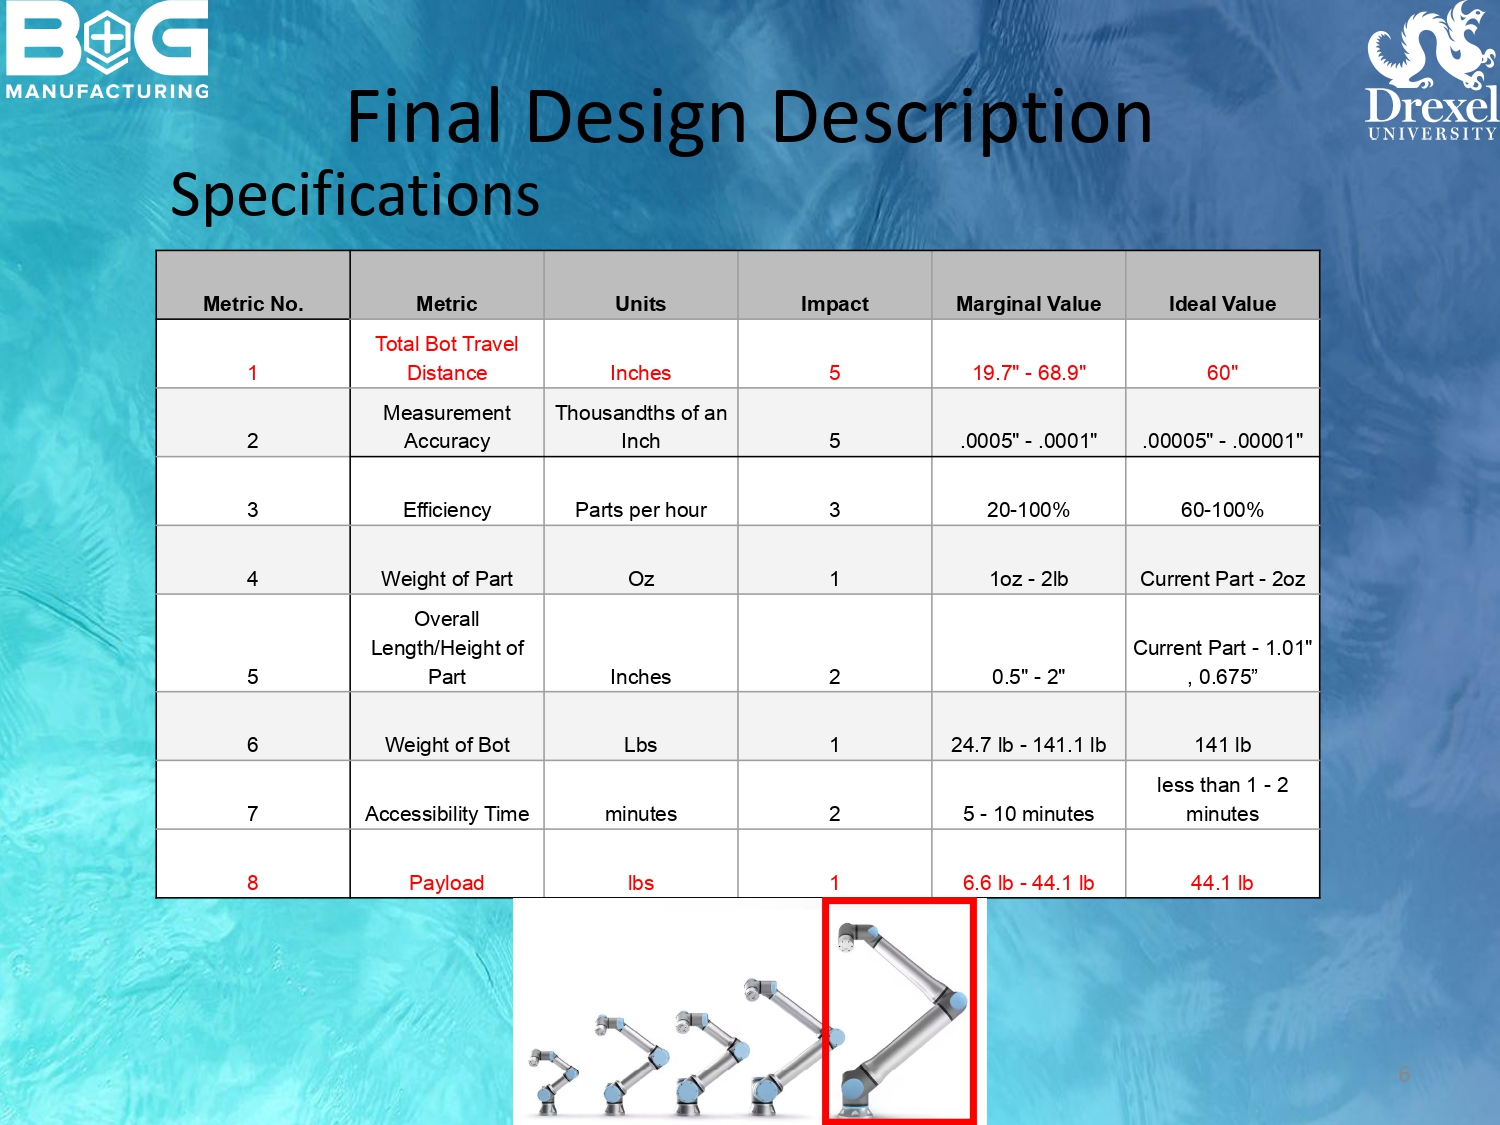 B G
MANUFACTURING
Drexel
UNIVERSITY
Final Design Description
Specifications
Metric No. Metric Units Impact Marginal Value Ideal Value
1 Total Bot Travel Distance Inches 5 19.7" - 68.9" 60"
2 Measurement Accuracy Thousandths of an Inch 5 .0005" - .0001" .00005" - .00001"
3 Efficiency Parts per hour 3 20-100% 60-100%
4 Weight of Part Oz 1 1oz - 2lb Current Part - 2oz
5 Overall Length/Height of Part Inches 2 0.5" - 2" Current Part - 1.01" , 0.675”
6 Weight of Bot Lbs 1 24.7 lb - 141.1 lb 141 lb
7 Accessibility Time minutes 2 5 - 10 minutes less than 1 - 2 minutes
8 Payload lbs 1 6.6 lb - 44.1 lb 44.1 lb
6